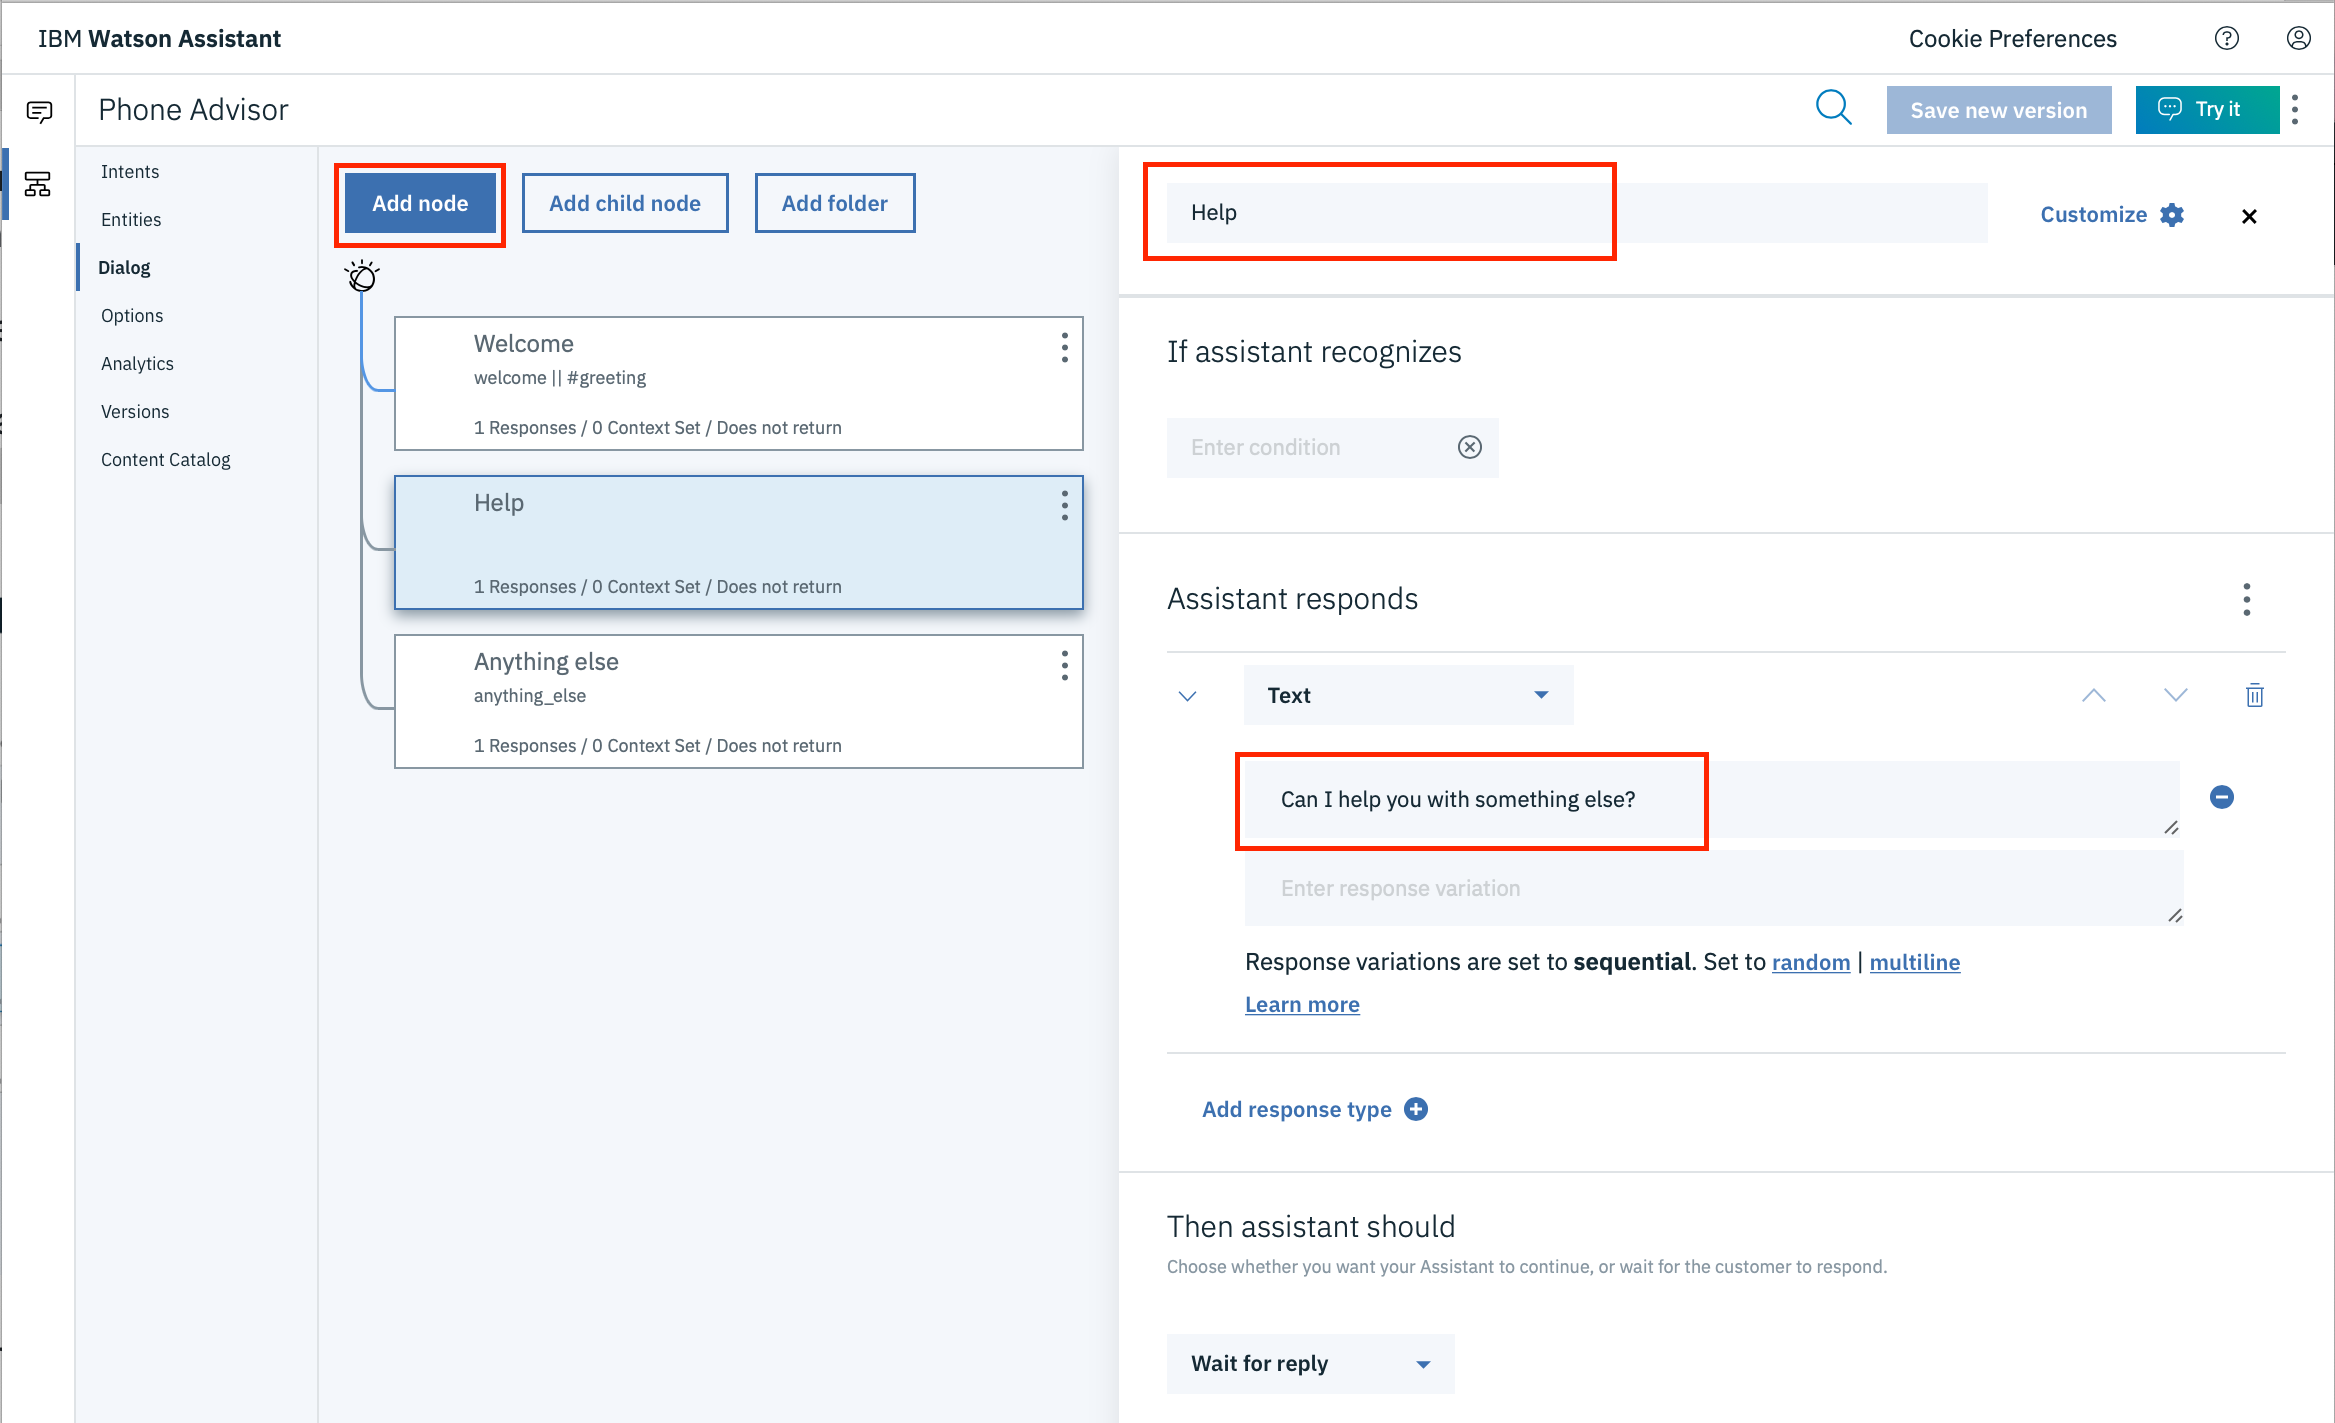 IBM Watson Assistant
Cookie Preferences
Phone Advisor
Save new version
Try it
Intents
Entities
Dialog
Options
Analytics
Versions
Content Catalog
Add node
Add child node
Add folder
Welcome
welcome || #greeting
1 Responses / 0 Context Set / Does not return
Help
1 Responses / 0 Context Set / Does not return
Anything else
anything_else
1 Responses / 0 Context Set / Does not return
Help
Customize
If assistant recognizes
Enter condition
Assistant responds
Text
Can I help you with something else?
Enter response variation
Response variations are set to sequential. Set to random | multiline
Learn more
Add response type
Then assistant should
Choose whether you want your Assistant to continue, or wait for the customer to respond.
Wait for reply